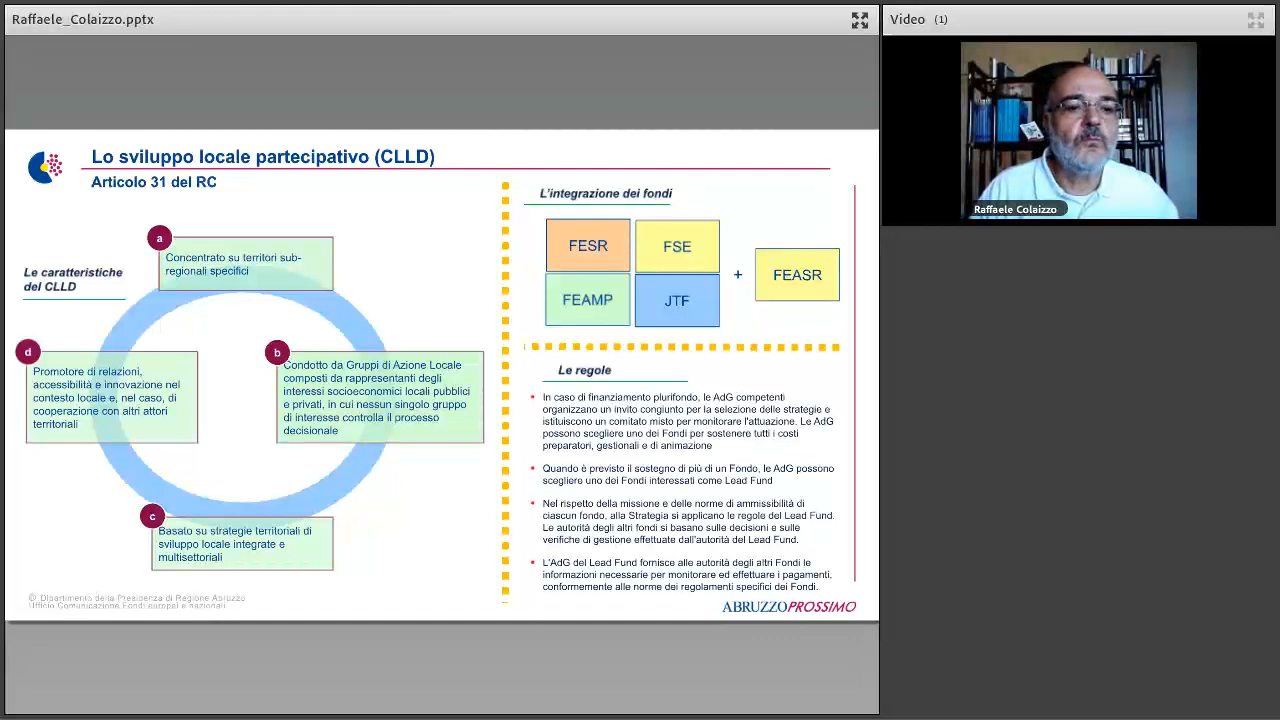 Raffaele_Colaizzo.pptx
Video (1)
Raffaele Colaizzo
Lo sviluppo locale partecipativo (CLLD)
Articolo 31 del RC
Le caratteristiche
del CLLD
a
Concentrato su territori sub-
regionali specifici
d
Promotore di relazioni,
accessibilità e innovazione nel
contesto locale e, nel caso, di
cooperazione con altri attori
territoriali
b
Condotto da Gruppi di Azione Locale
composti da rappresentanti degli
interessi socioeconomici locali pubblici
e privati, in cui nessun singolo gruppo
di interesse controlla il processo
decisionale
c
Basato su strategie territoriali di
sviluppo locale integrate e
multisettoriali
L'integrazione dei fondi
FESR
FSE
FEAMP
JTF
+
FEASR
Le regole
In caso di finanziamento plurifondo, le AdG competenti
organizzano un invito congiunto per la selezione delle strategie e
istituiscono un comitato misto per monitorare l'attuazione. Le AdG
possono scegliere uno dei Fondi per sostenere tutti i costi
preparatori, gestionali e di animazione
Quando è previsto il sostegno di più di un Fondo, le AdG possono
scegliere uno dei Fondi interessati come Lead Fund
Nel rispetto della missione e delle norme di ammissibilità di
ciascun fondo, alla Strategia si applicano le regole del Lead Fund.
Le autorità degli altri fondi si basano sulle decisioni e sulle
verifiche di gestione effettuate dall'autorità del Lead Fund.
L'AdG del Lead Fund fornisce alle autorità degli altri Fondi le
informazioni necessarie per monitorare ed effettuare i pagamenti,
conformemente alle norme dei regolamenti specifici dei Fondi.
© Dipartimento della Presidenza di Regione Abruzzo
Ufficio Comunicazione Fondi europei e nazionali
ABRUZZOPROSSIMO